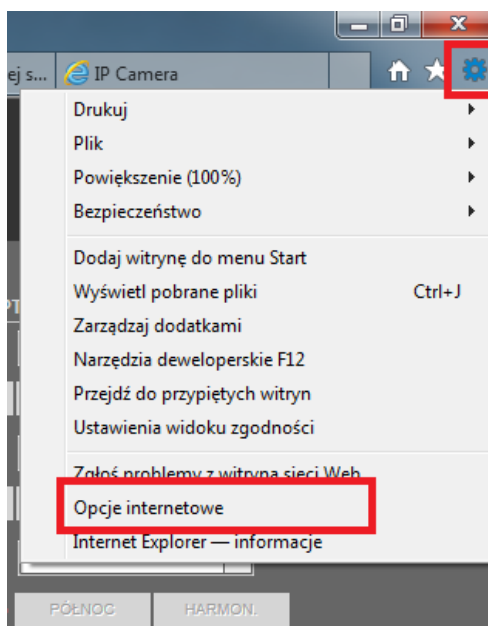 ej s...
IP Camera
Drukuj
Plik
Powiększenie (100%)
Bezpieczeństwo
Dodaj witrynę do menu Start
Wyświetl pobrane pliki Ctrl+J
Zarządzaj dodatkami
Narzędzia deweloperskie F12
Przejdź do przypiętych witryn
Ustawienia widoku zgodności
Zgłoś problemy z witryną sieci Web
Opcje internetowe
Internet Explorer — informacje
PÓŁNOC HARMON.